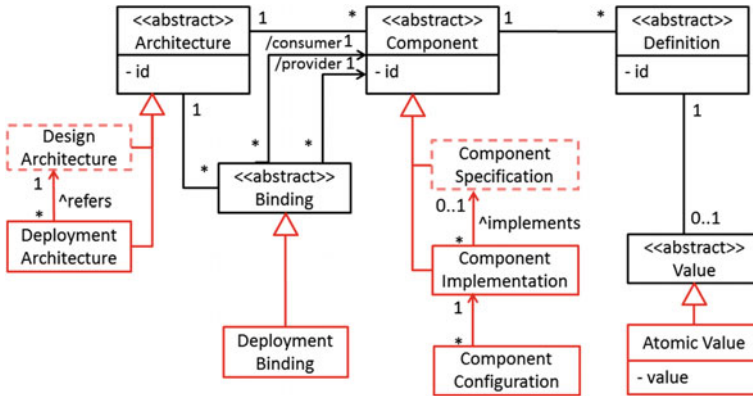 <<abstract>>
Architecture
- id
1
*
<<abstract>>
Component
- id
1
*
<<abstract>>
Definition
- id
/consumer 1
/provider 1
1
*
*
*
<<abstract>>
Binding
Design
Architecture
1
^refers
*
Deployment
Architecture
Deployment
Binding
Component
Specification
0..1
^implements
*
Component
Implementation
1
*
Component
Configuration
1
0..1
<<abstract>>
Value
Atomic Value
- value